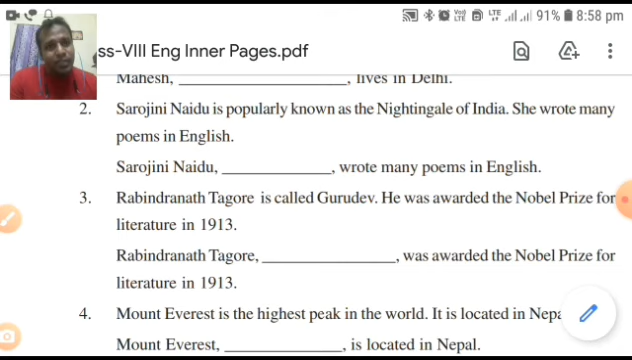 91% 8:58 pm
ss-VIII Eng Inner Pages.pdf
Mahesh, ____________________, lives in Delhi.
2. Sarojini Naidu is popularly known as the Nightingale of India. She wrote many
poems in English.
Sarojini Naidu, _____________, wrote many poems in English.
3. Rabindranath Tagore is called Gurudev. He was awarded the Nobel Prize for
literature in 1913.
Rabindranath Tagore, ________________, was awarded the Nobel Prize for
literature in 1913.
4. Mount Everest is the highest peak in the world. It is located in Nepa
Mount Everest, ______________, is located in Nepal.